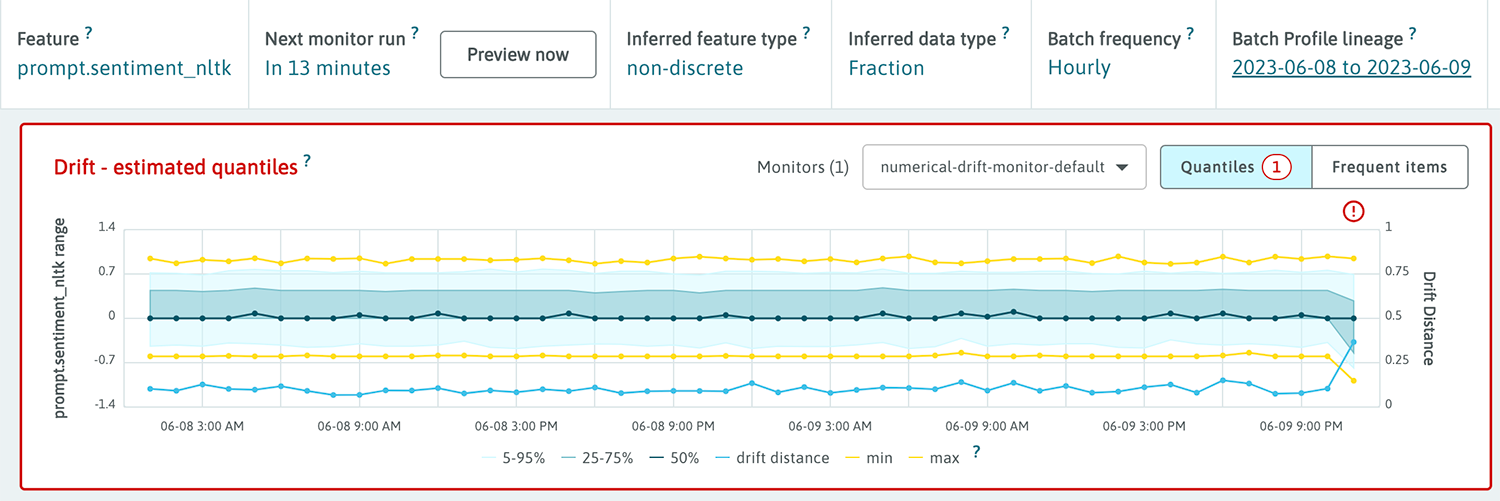 Feature ?
prompt.sentiment_nltk
Next monitor run ?
In 13 minutes
Preview now
Inferred feature type ?
non-discrete
Inferred data type ?
Fraction
Batch frequency ?
Hourly
Batch Profile lineage ?
2023-06-08 to 2023-06-09
Drift - estimated quantiles ?
Monitors (1)
numerical-drift-monitor-default
Quantiles 1
Frequent items
!
prompt.sentiment_nltk range
1.4
0.7
0
-0.7
-1.4
1
0.75
0.5
0.25
0
Drift Distance
06-08 3:00 AM
06-08 9:00 AM
06-08 3:00 PM
06-08 9:00 PM
06-09 3:00 AM
06-09 9:00 AM
06-09 3:00 PM
06-09 9:00 PM
5-95% 25-75% 50% drift distance min max ?